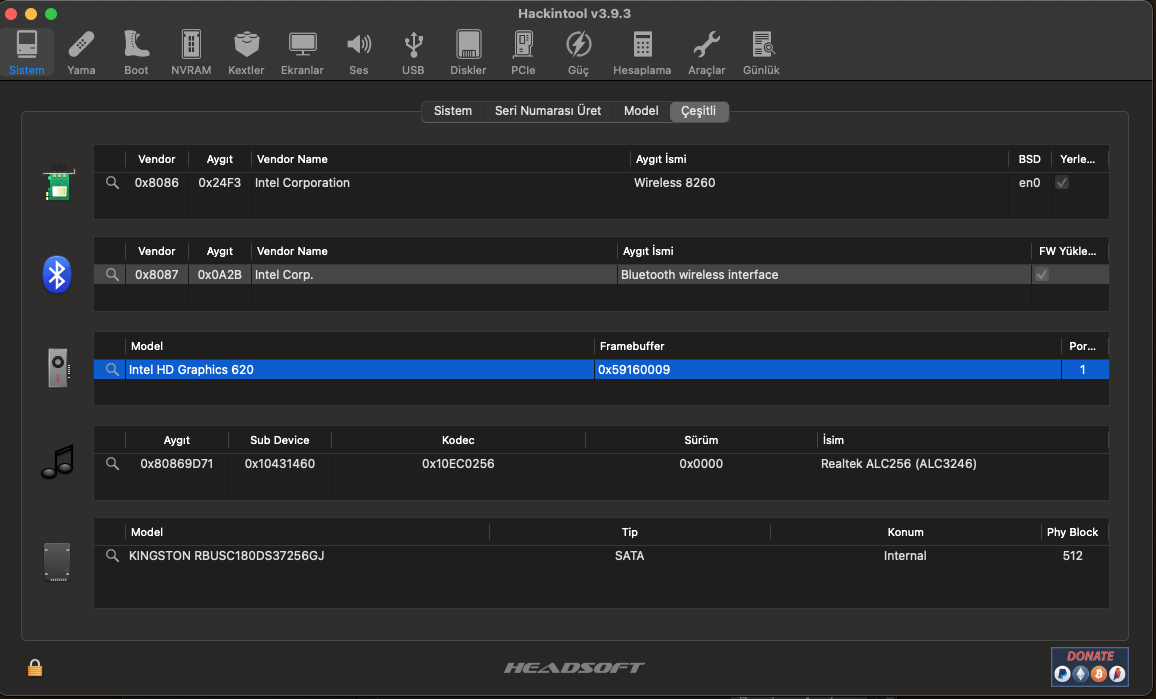 Hackintool v3.9.3
Sistem Yama Boot NVRAM Kextler Ekranlar Ses USB Diskler PCIe Güç Hesaplama Araçlar Günlük
Sistem Seri Numarası Üret Model Çeşitli
Vendor Aygıt Vendor Name Aygıt İsmi BSD Yerle...
0x8086 0x24F3 Intel Corporation Wireless 8260 en0
Vendor Aygıt Vendor Name Aygıt İsmi FW Yükle...
0x8087 0x0A2B Intel Corp. Bluetooth wireless interface
Model Framebuffer Por...
Intel HD Graphics 620 0x59160009 1
Aygıt Sub Device Kodec Sürüm İsim
0x80869D71 0x10431460 0x10EC0256 0x0000 Realtek ALC256 (ALC3246)
Model Tip Konum Phy Block
KINGSTON RBUSC180DS37256GJ SATA Internal 512
HEADSOFT
DONATE